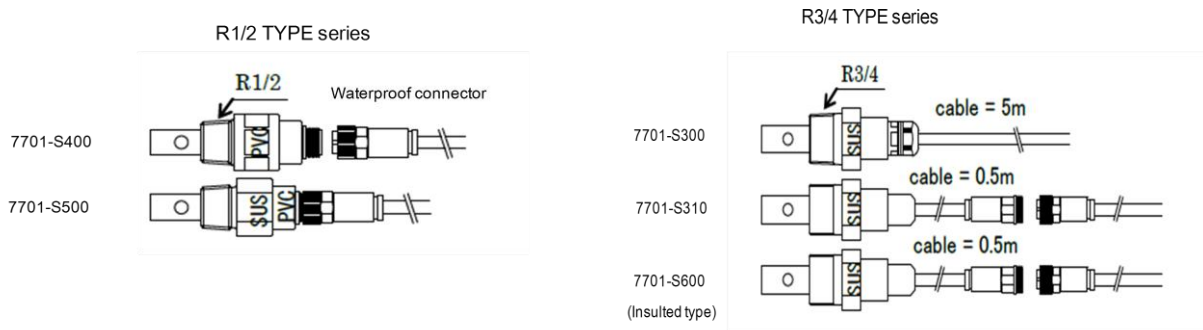 R1/2 TYPE series
R1/2
Waterproof connector
7701-S400
PVC
7701-S500
SUS
PVC
R3/4 TYPE series
R3/4
cable = 5m
7701-S300
SUS
cable = 0.5m
7701-S310
SUS
cable = 0.5m
7701-S600
SUS
(Insulted type)